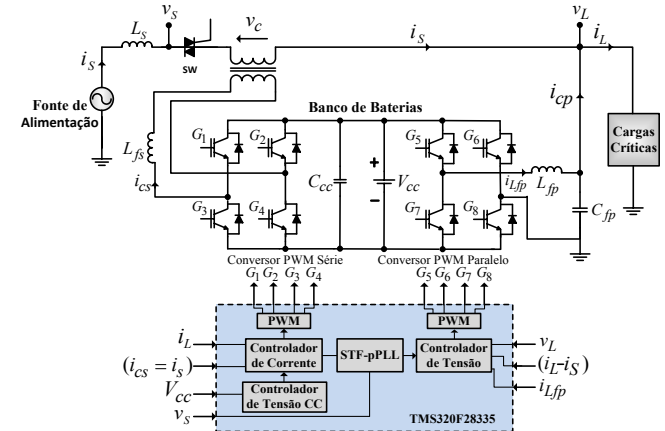 v_S
v_L
L_S
v_c
i_S
i_L
i_S
sw
i_cp
Fonte de
Alimentação
Banco de Baterias
Cargas
Críticas
G_1
G_2
G_5
G_6
L_fs
C_cc
V_cc
i_Lfp
L_fp
i_cs
G_3
G_4
G_7
G_8
C_fp
Conversor PWM Série
Conversor PWM Paralelo
G_1 G_2 G_3 G_4
G_5 G_6 G_7 G_8
PWM
PWM
i_L
v_L
Controlador
de Corrente
STF-pPLL
Controlador
de Tensão
(i_cs = i_s)
(i_L-i_S)
V_cc
Controlador
de Tensão CC
i_Lfp
v_S
TMS320F28335